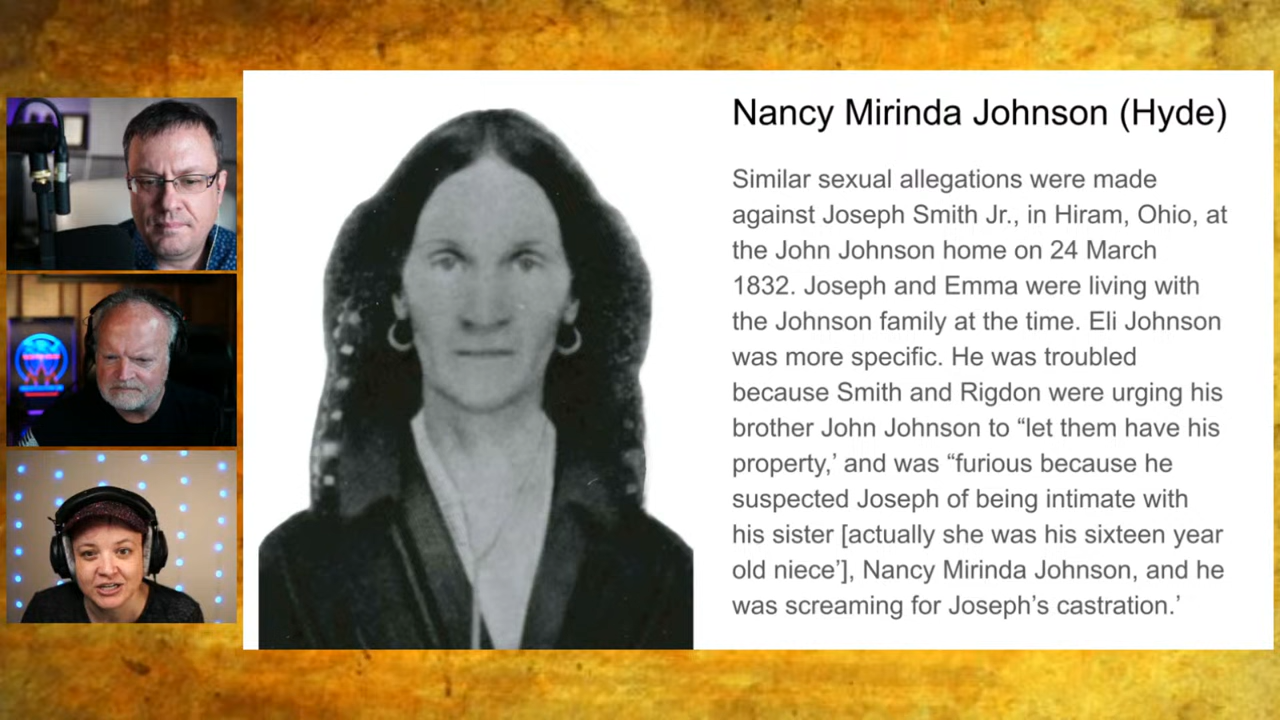 Nancy Mirinda Johnson (Hyde)
Similar sexual allegations were made
against Joseph Smith Jr., in Hiram, Ohio, at
the John Johnson home on 24 March
1832. Joseph and Emma were living with
the Johnson family at the time. Eli Johnson
was more specific. He was troubled
because Smith and Rigdon were urging his
brother John Johnson to “let them have his
property,’ and was “furious because he
suspected Joseph of being intimate with
his sister [actually she was his sixteen year
old niece’], Nancy Mirinda Johnson, and he
was screaming for Joseph’s castration.’